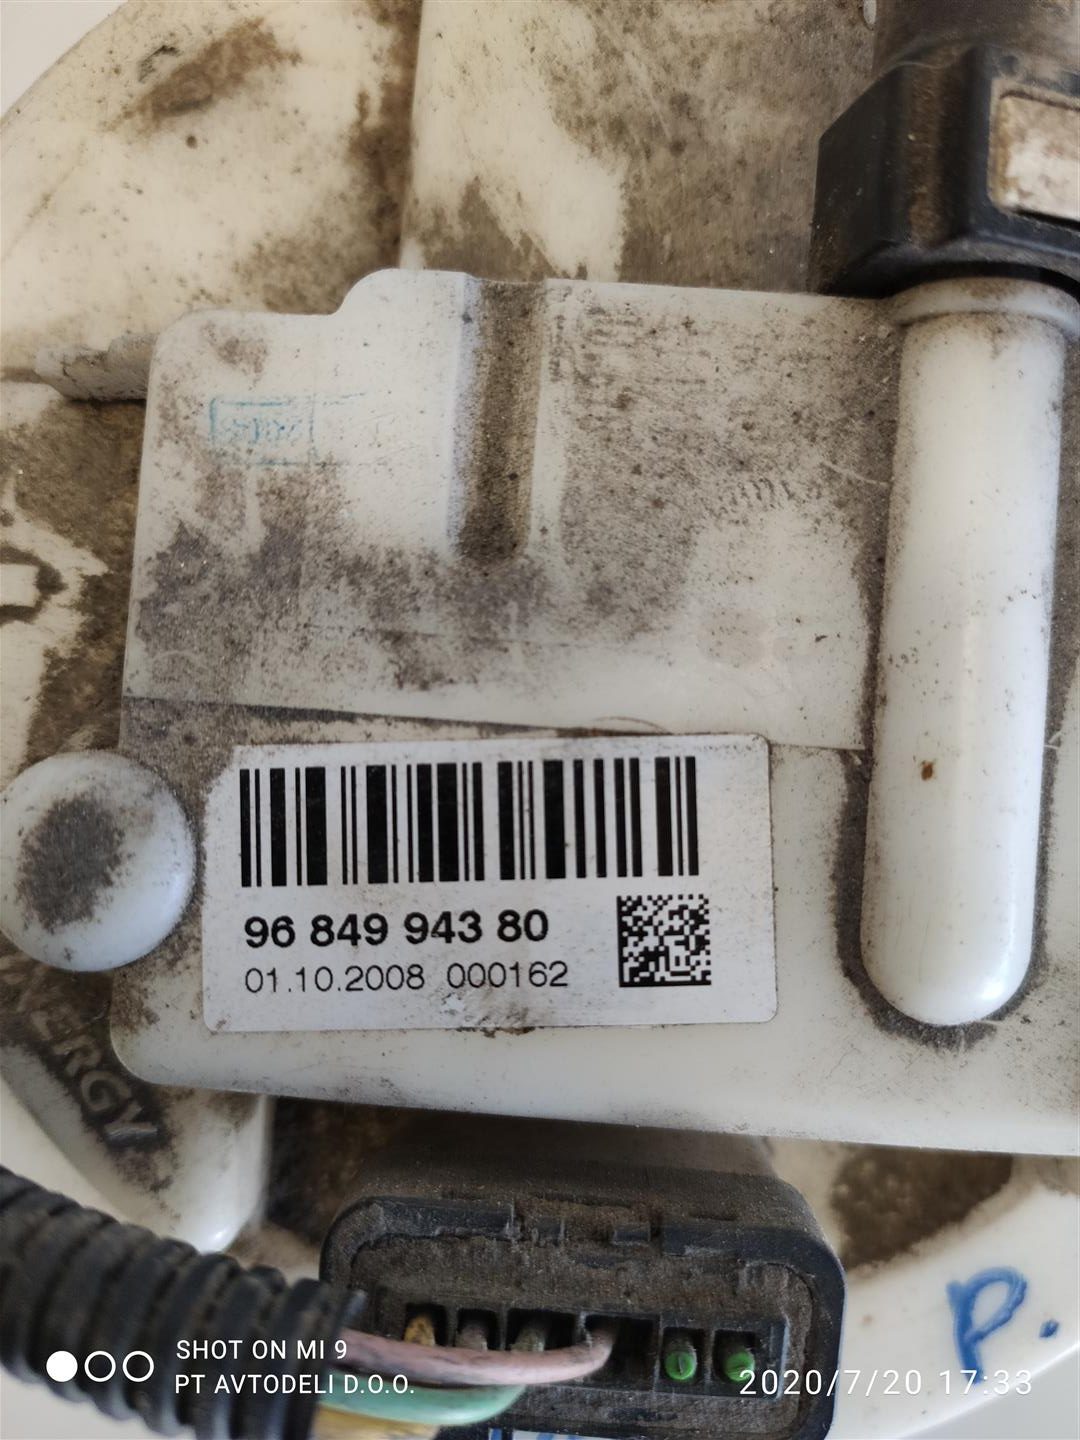 96 849 943 80
01.10.2008 000162
NERGY
P.
SHOT ON MI 9
PT AVTODELI D.O.O.
2020/7/20 17:33